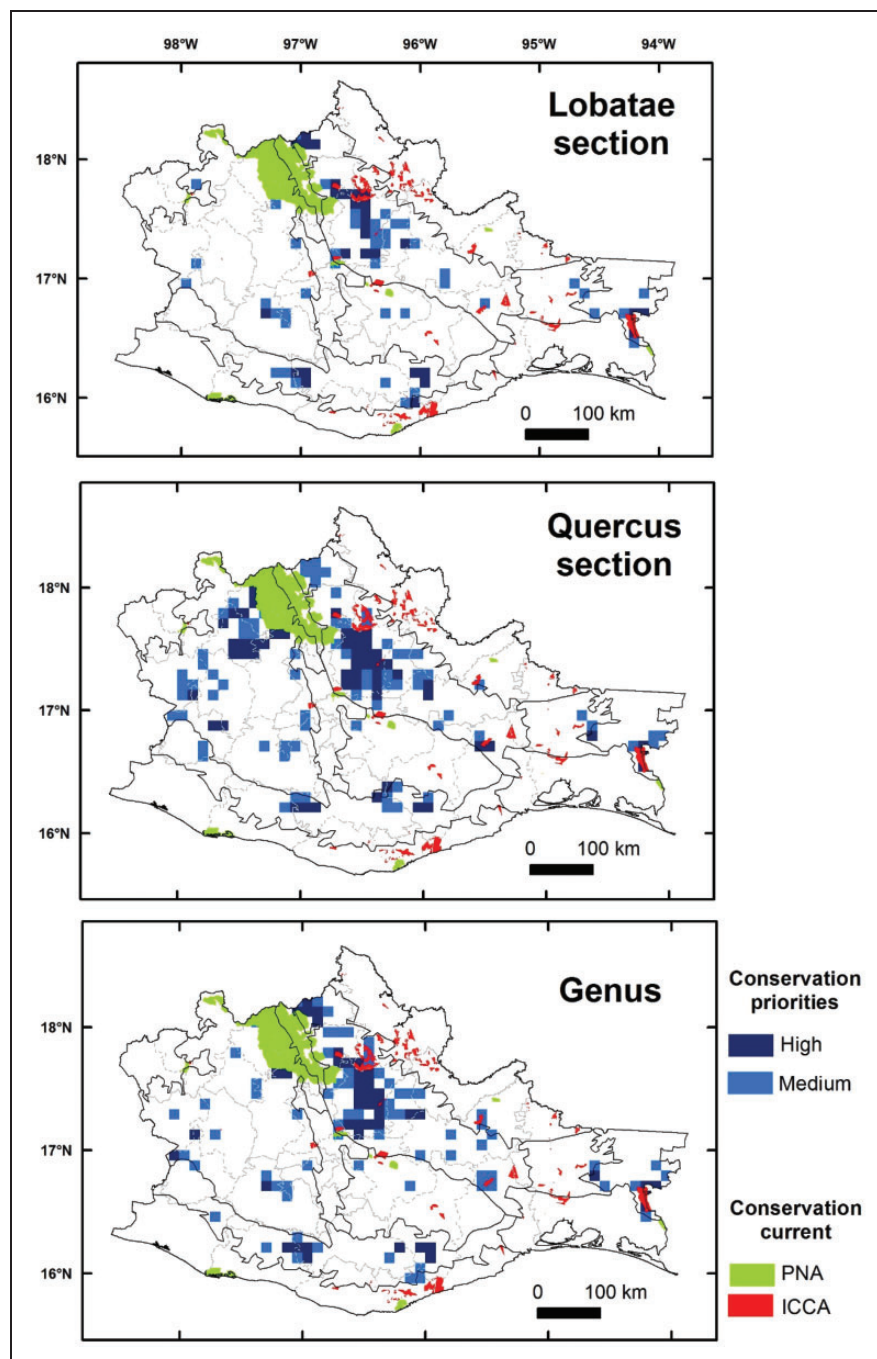 98°W 97°W 96°W 95°W 94°W
Lobatae
section
18°N
17°N
16°N
0 100 km
Quercus
section
18°N
17°N
16°N
0 100 km
Genus
18°N
17°N
16°N
0 100 km
Conservation
priorities
High
Medium
Conservation
current
PNA
ICCA